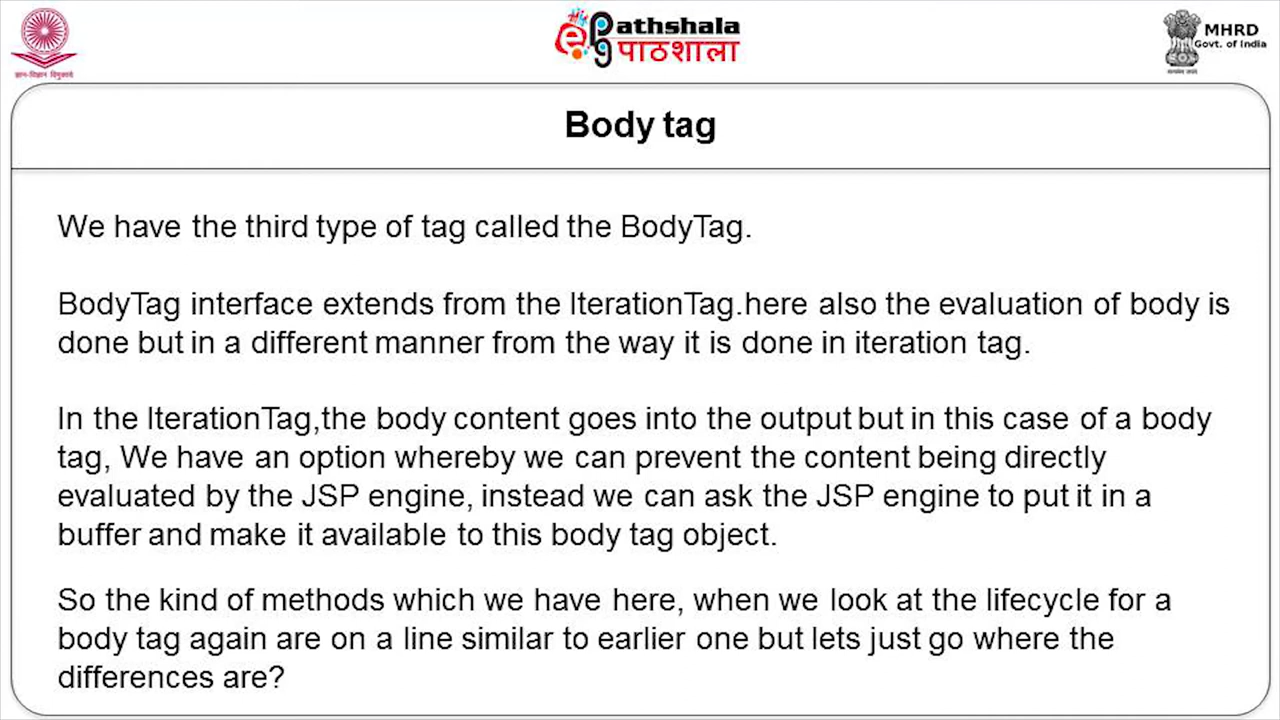 Pathshala
पाठशाला
MHRD
Govt. of India
Body tag
We have the third type of tag called the BodyTag.
BodyTag interface extends from the IterationTag.here also the evaluation of body is
done but in a different manner from the way it is done in iteration tag.
In the IterationTag,the body content goes into the output but in this case of a body
tag, We have an option whereby we can prevent the content being directly
evaluated by the JSP engine, instead we can ask the JSP engine to put it in a
buffer and make it available to this body tag object.
So the kind of methods which we have here, when we look at the lifecycle for a
body tag again are on a line similar to earlier one but lets just go where the
differences are?